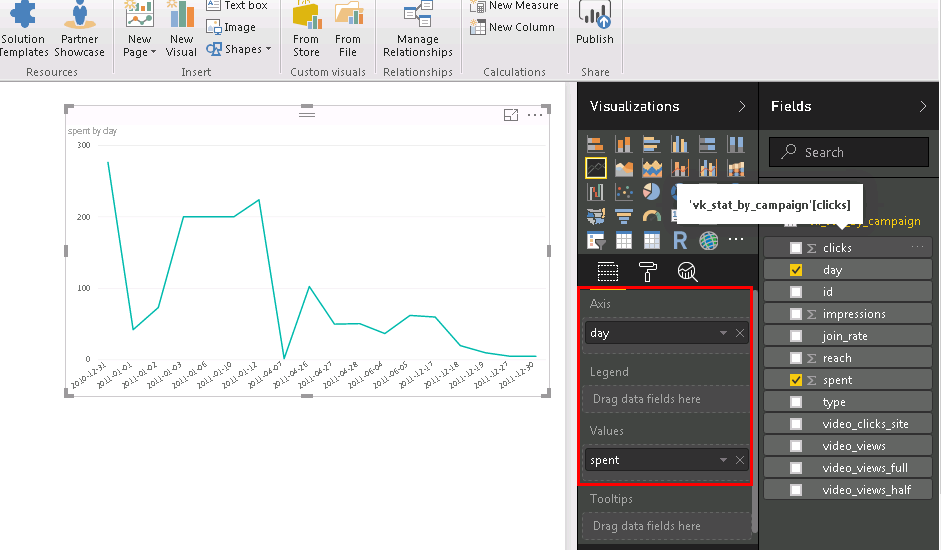 Text box
New Measure
Image
New Column
Shapes
Solution
Templates
Partner
Showcase
New
Page
New
Visual
From
Store
From
File
Manage
Relationships
Publish
Resources
Insert
Custom visuals
Relationships
Calculations
Share
spent by day
300
200
100
0
2010-12-31
2011-01-01
2011-01-02
2011-01-03
2011-01-06
2011-01-10
2011-01-12
2011-04-07
2011-04-26
2011-04-27
2011-04-28
2011-06-04
2011-06-05
2011-12-17
2011-12-18
2011-12-19
2011-12-27
2011-12-30
Visualizations
R
Axis
day
Legend
Drag data fields here
Values
spent
Tooltips
Drag data fields here
Fields
Search
'vk_stat_by_campaign'[clicks]
campaign
clicks
day
id
impressions
join_rate
reach
spent
type
video_clicks_site
video_views
video_views_full
video_views_half